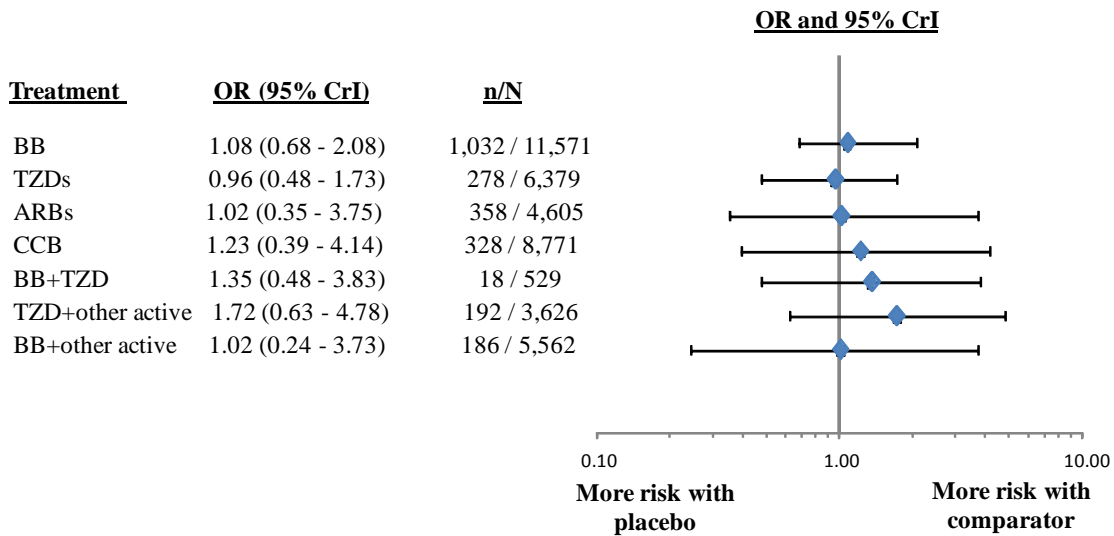 OR and 95% CrI
Treatment OR (95% CrI) n/N
BB 1.08 (0.68 - 2.08) 1,032 / 11,571
TZDs 0.96 (0.48 - 1.73) 278 / 6,379
ARBs 1.02 (0.35 - 3.75) 358 / 4,605
CCB 1.23 (0.39 - 4.14) 328 / 8,771
BB+TZD 1.35 (0.48 - 3.83) 18 / 529
TZD+other active 1.72 (0.63 - 4.78) 192 / 3,626
BB+other active 1.02 (0.24 - 3.73) 186 / 5,562
0.10 1.00 10.00
More risk with More risk with
placebo comparator